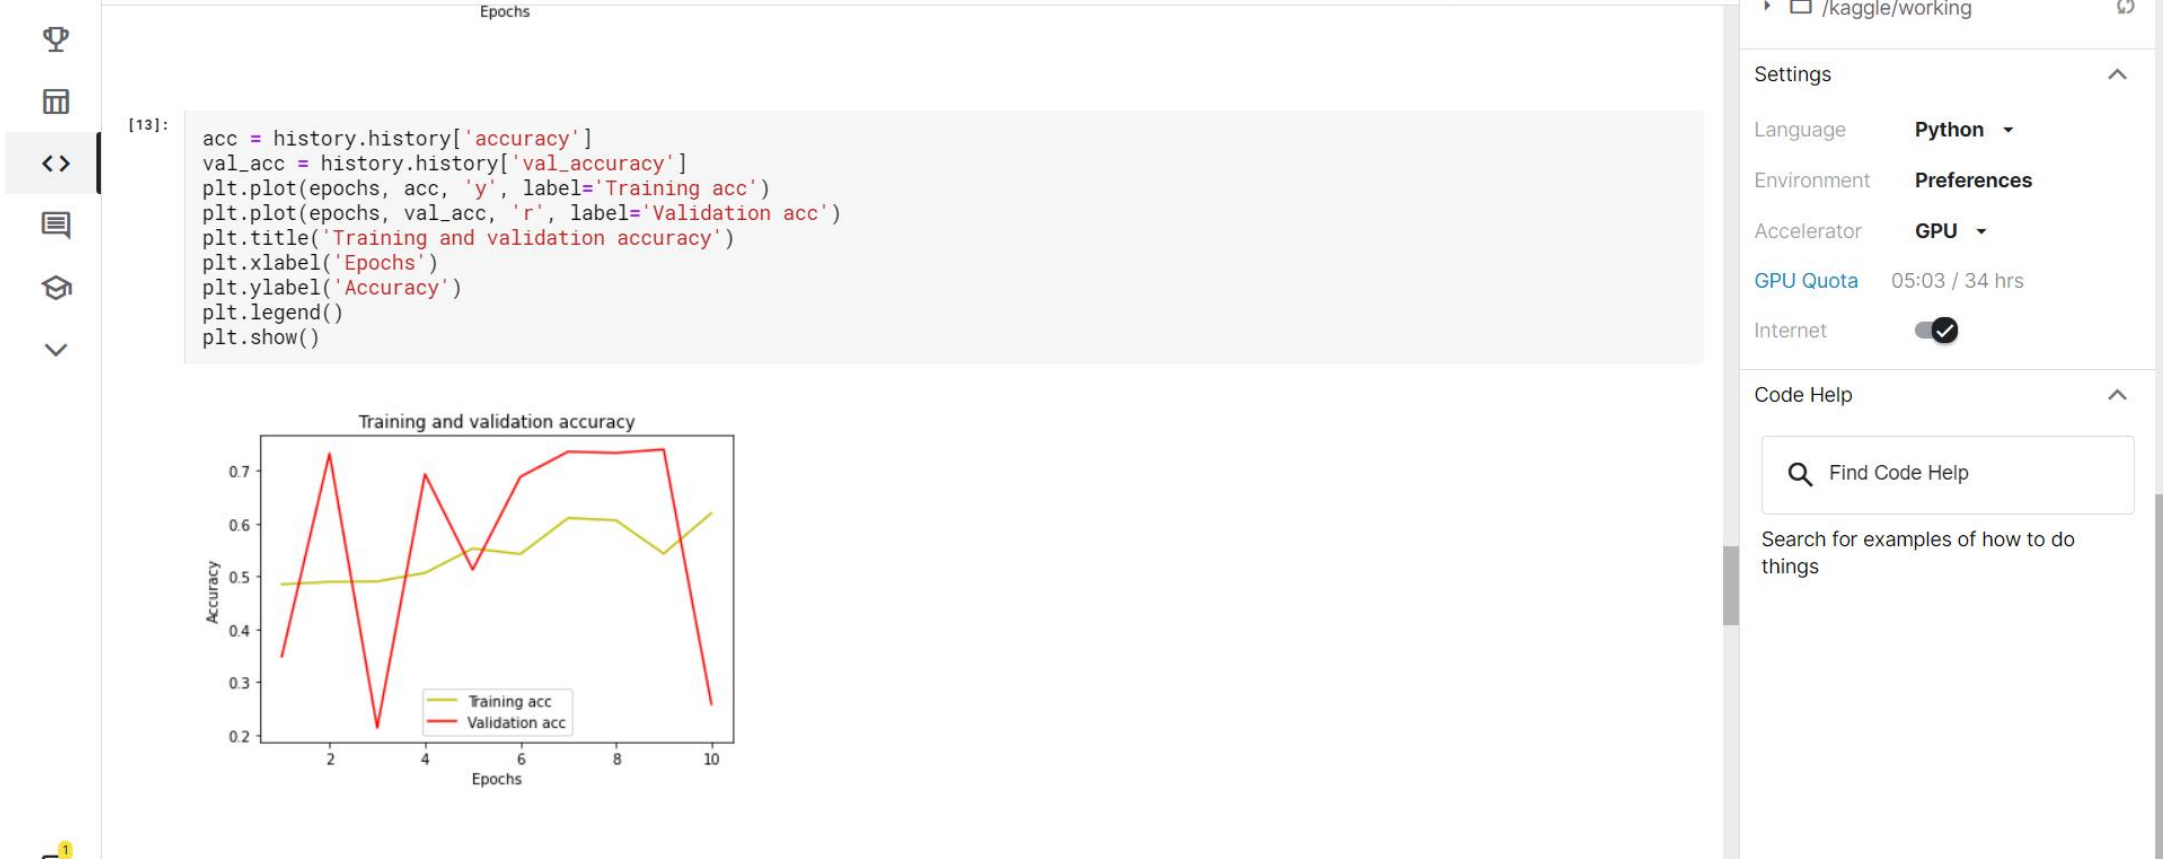 Epochs
[13]:
acc = history.history['accuracy']
val_acc = history.history['val_accuracy']
plt.plot(epochs, acc, 'y', label='Training acc')
plt.plot(epochs, val_acc, 'r', label='Validation acc')
plt.title('Training and validation accuracy')
plt.xlabel('Epochs')
plt.ylabel('Accuracy')
plt.legend()
plt.show()
Training and validation accuracy
0.7
0.6
0.5
0.4
0.3
0.2
Accuracy
Training acc
Validation acc
2 4 6 8 10
Epochs
1
/kaggle/working
Settings
Language Python
Environment Preferences
Accelerator GPU
GPU Quota 05:03 / 34 hrs
Internet
Code Help
Find Code Help
Search for examples of how to do
things